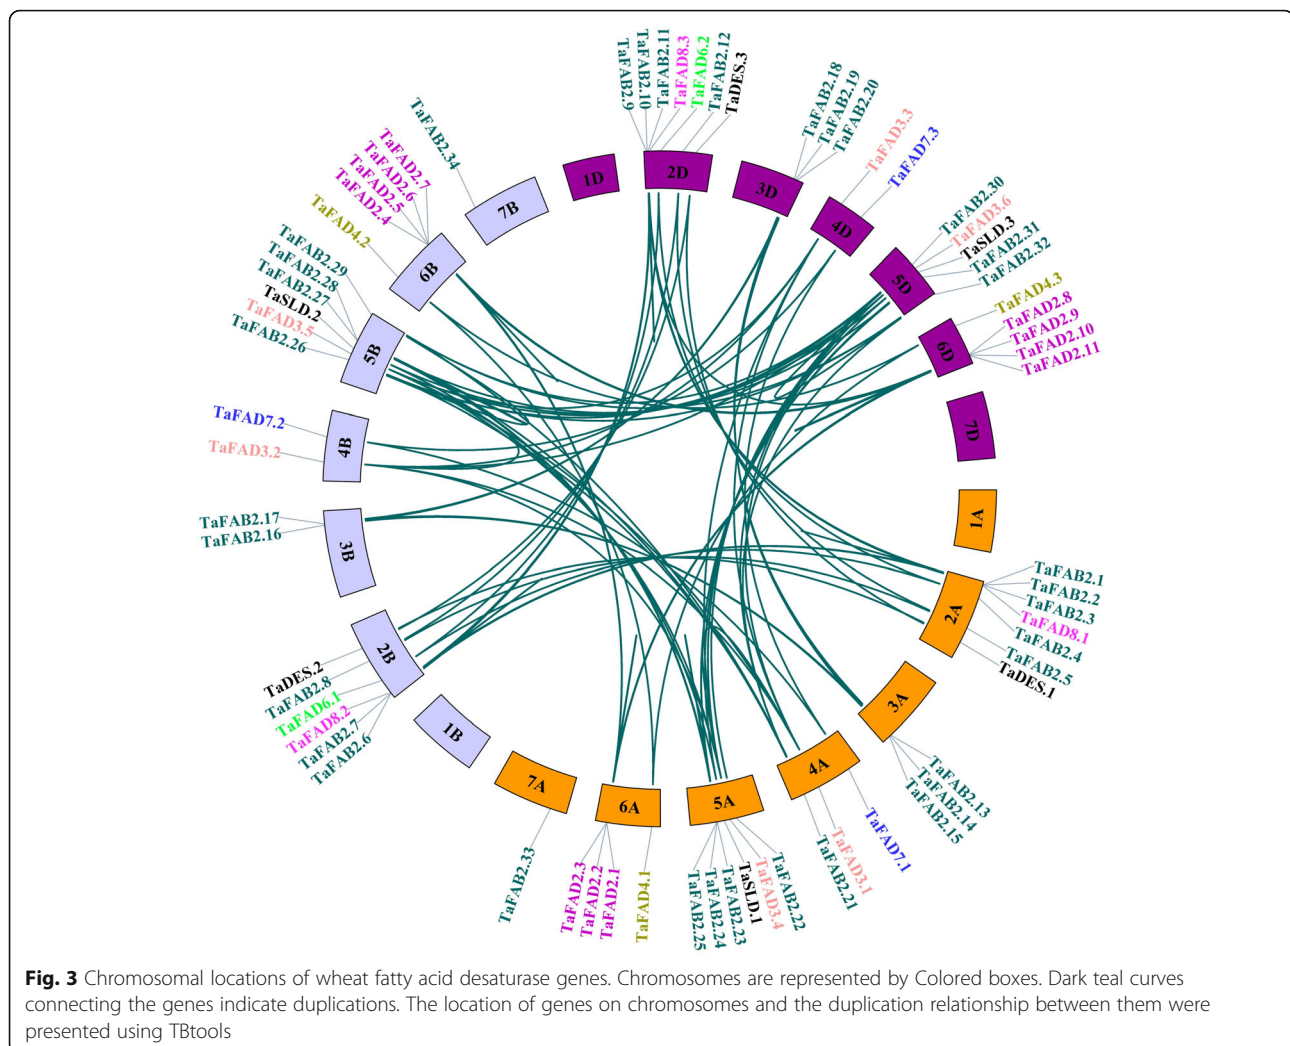 TaFAB2.9
TaFAB2.10
TaFAB2.11
TaFAD8.3
TaFAD6.2
TaFAB2.12
TaDES.3
2D
TaFAB2.18
TaFAB2.19
TaFAB2.20
3D
TaFAD3.3
TaFAD7.3
4D
TaFAB2.30
TaFAD3.6
TaSLD.3
TaFAB2.31
TaFAB2.32
5D
TaFAD4.3
TaFAD2.8
TaFAD2.9
TaFAD2.10
TaFAD2.11
6D
7D
1A
TaFAB2.1
TaFAB2.2
TaFAB2.3
TaFAD8.1
TaFAB2.4
TaFAB2.5
TaDES.1
2A
3A
TaFAB2.13
TaFAB2.14
TaFAB2.15
4A
TaFAD7.1
TaFAD3.1
TaFAB2.21
5A
TaFAB2.22
TaFAD3.4
TaSLD.1
TaFAB2.23
TaFAB2.24
TaFAB2.25
6A
TaFAD4.1
TaFAD2.1
TaFAD2.2
TaFAD2.3
7A
TaFAB2.33
1B
2B
TaFAB2.6
TaFAB2.7
TaFAD8.2
TaFAD6.1
TaFAB2.8
TaDES.2
3B
TaFAB2.16
TaFAB2.17
4B
TaFAD3.2
TaFAD7.2
5B
TaFAB2.26
TaFAD3.5
TaSLD.2
TaFAB2.27
TaFAB2.28
TaFAB2.29
6B
TaFAD4.2
TaFAD2.4
TaFAD2.5
TaFAD2.6
TaFAD2.7
7B
TaFAB2.34
1D
Fig. 3 Chromosomal locations of wheat fatty acid desaturase genes. Chromosomes are represented by Colored boxes. Dark teal curves
connecting the genes indicate duplications. The location of genes on chromosomes and the duplication relationship between them were
presented using TBtools